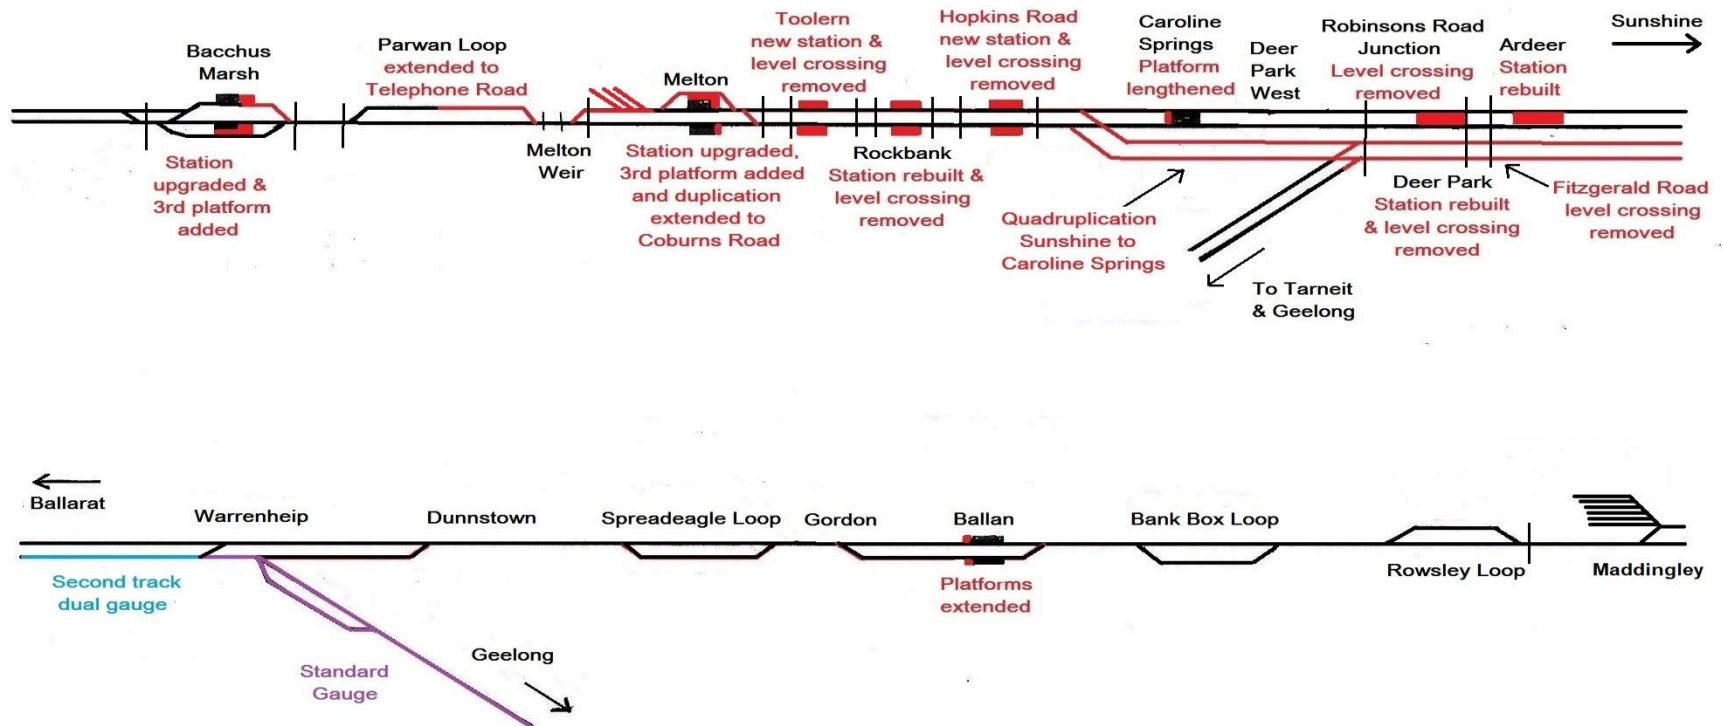 Bacchus
Marsh
Station
upgraded &
3rd platform
added
Parwan Loop
extended to
Telephone Road
Melton
Weir
Melton
Station upgraded,
3rd platform added
and duplication
extended to
Coburns Road
Toolern
new station &
level crossing
removed
Rockbank
Station rebuilt &
level crossing
removed
Hopkins Road
new station &
level crossing
removed
Quadruplication
Sunshine to
Caroline Springs
Caroline
Springs
Platform
lengthened
Deer
Park
West
To Tarneit
& Geelong
Robinsons Road
Junction
Level crossing
removed
Deer Park
Station rebuilt
& level crossing
removed
Ardeer
Station
rebuilt
Fitzgerald Road
level crossing
removed
Sunshine
Ballarat
Second track
dual gauge
Warrenheip
Standard
Gauge
Geelong
Dunnstown
Spreadeagle Loop
Gordon
Ballan
Platforms
extended
Bank Box Loop
Rowsley Loop
Maddingley